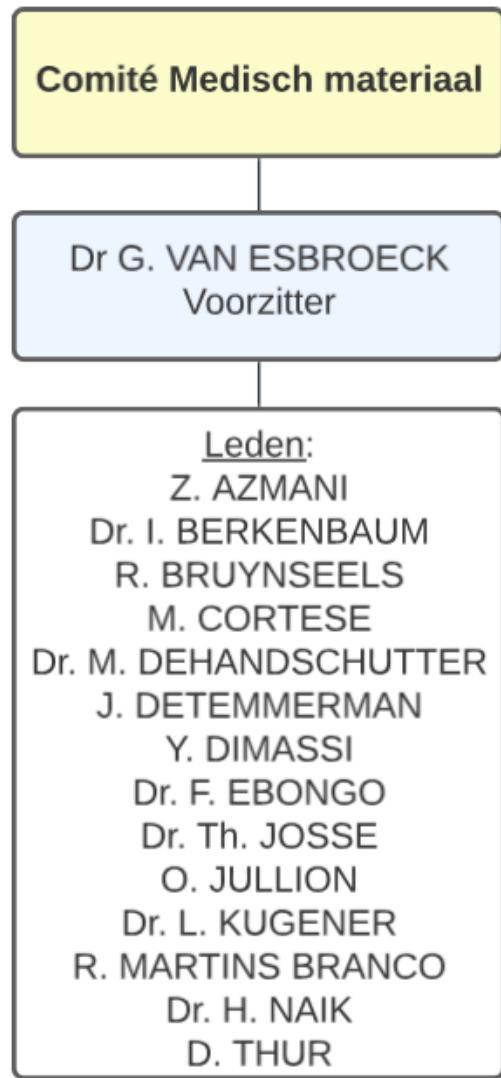 Comité Medisch materiaal
Dr G. VAN ESBROECK
Voorzitter
Leden:
Z. AZMANI
Dr. I. BERKENBAUM
R. BRUYNSEELS
M. CORTESE
Dr. M. DEHANDSCHUTTER
J. DETEMMERMAN
Y. DIMASSI
Dr. F. EBONGO
Dr. Th. JOSSE
O. JULLION
Dr. L. KUGENER
R. MARTINS BRANCO
Dr. H. NAIK
D. THUR